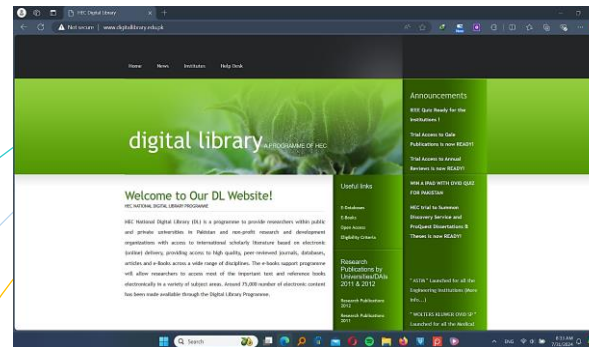 HEC Digital Library
Not secure | www.digitallibrary.edu.pk
Home News Institutes Help Desk
digital library A PROGRAMME OF HEC
Welcome to Our DL Website!
HEC NATIONAL DIGITAL LIBRARY PROGRAMME
HEC National Digital Library (DL) is a programme to provide researchers within public
and private universities in Pakistan and non-profit research and development
organizations with access to international scholarly literature based on electronic
(online) delivery, providing access to high quality, peer-reviewed journals, databases,
articles and e-Books across a wide range of disciplines. The e-books support programme
will allow researchers to access most of the important text and reference books
electronically in a variety of subject areas. Around 75,000 number of electronic content
has been made available through the Digital Library Programme.
Useful links
E-Databases
E-Books
Open Access
Eligibility Criteria
Research
Publications by
Universities/DAIs
2011 & 2012
Research Publications
2012
Research Publications
2011
Announcements
IEEE Quiz Ready for the
Institutions !
Trial Access to Gale
Publications is now READY!
Trial Access to Annual
Reviews is now READY!
WIN A IPAD WITH OVID QUIZ
FOR PAKISTAN
HEC trial to Summon
Discovery Service and
ProQuest Dissertations &
Theses is now READY!
"ASTM" Launched for all the
Engineering Institutions (More
Info...)
"WOLTERS KLUWER OVID SP"
Launched for all the Medical
Search
ENG
8:33 AM
7/31/2024